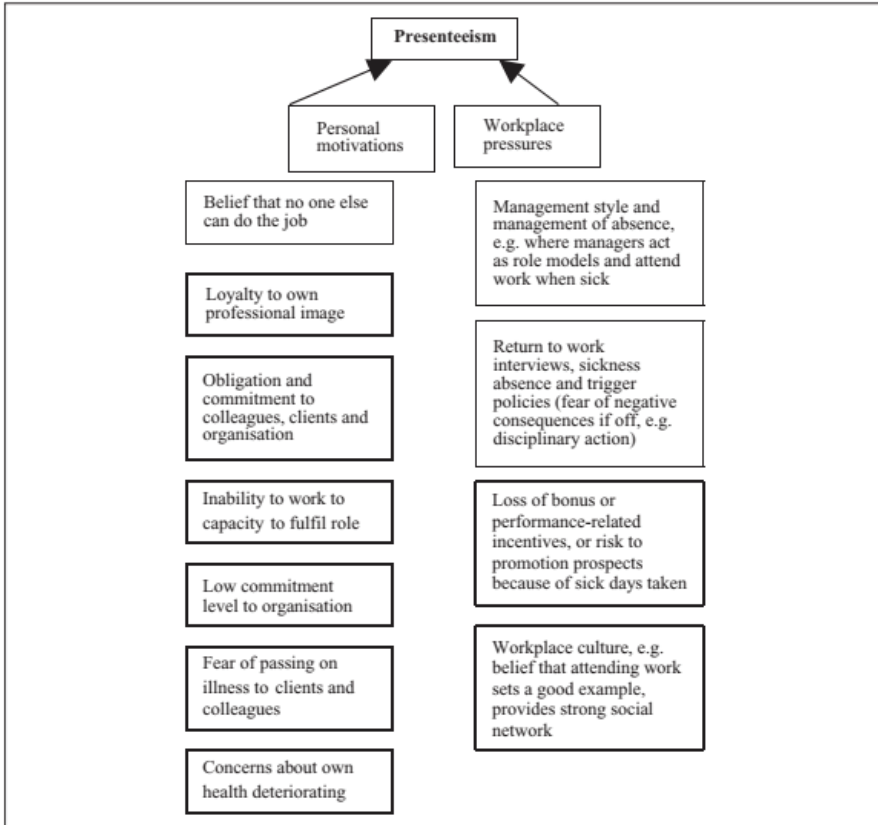 Presenteeism
Personal
motivations
Workplace
pressures
Belief that no one else
can do the job
Loyalty to own
professional image
Obligation and
commitment to
colleagues, clients and
organisation
Inability to work to
capacity to fulfil role
Low commitment
level to organisation
Fear of passing on
illness to clients and
colleagues
Concerns about own
health deteriorating
Management style and
management of absence,
e.g. where managers act
as role models and attend
work when sick
Return to work
interviews, sickness
absence and trigger
policies (fear of negative
consequences if off, e.g.
disciplinary action)
Loss of bonus or
performance-related
incentives, or risk to
promotion prospects
because of sick days taken
Workplace culture, e.g.
belief that attending work
sets a good example,
provides strong social
network